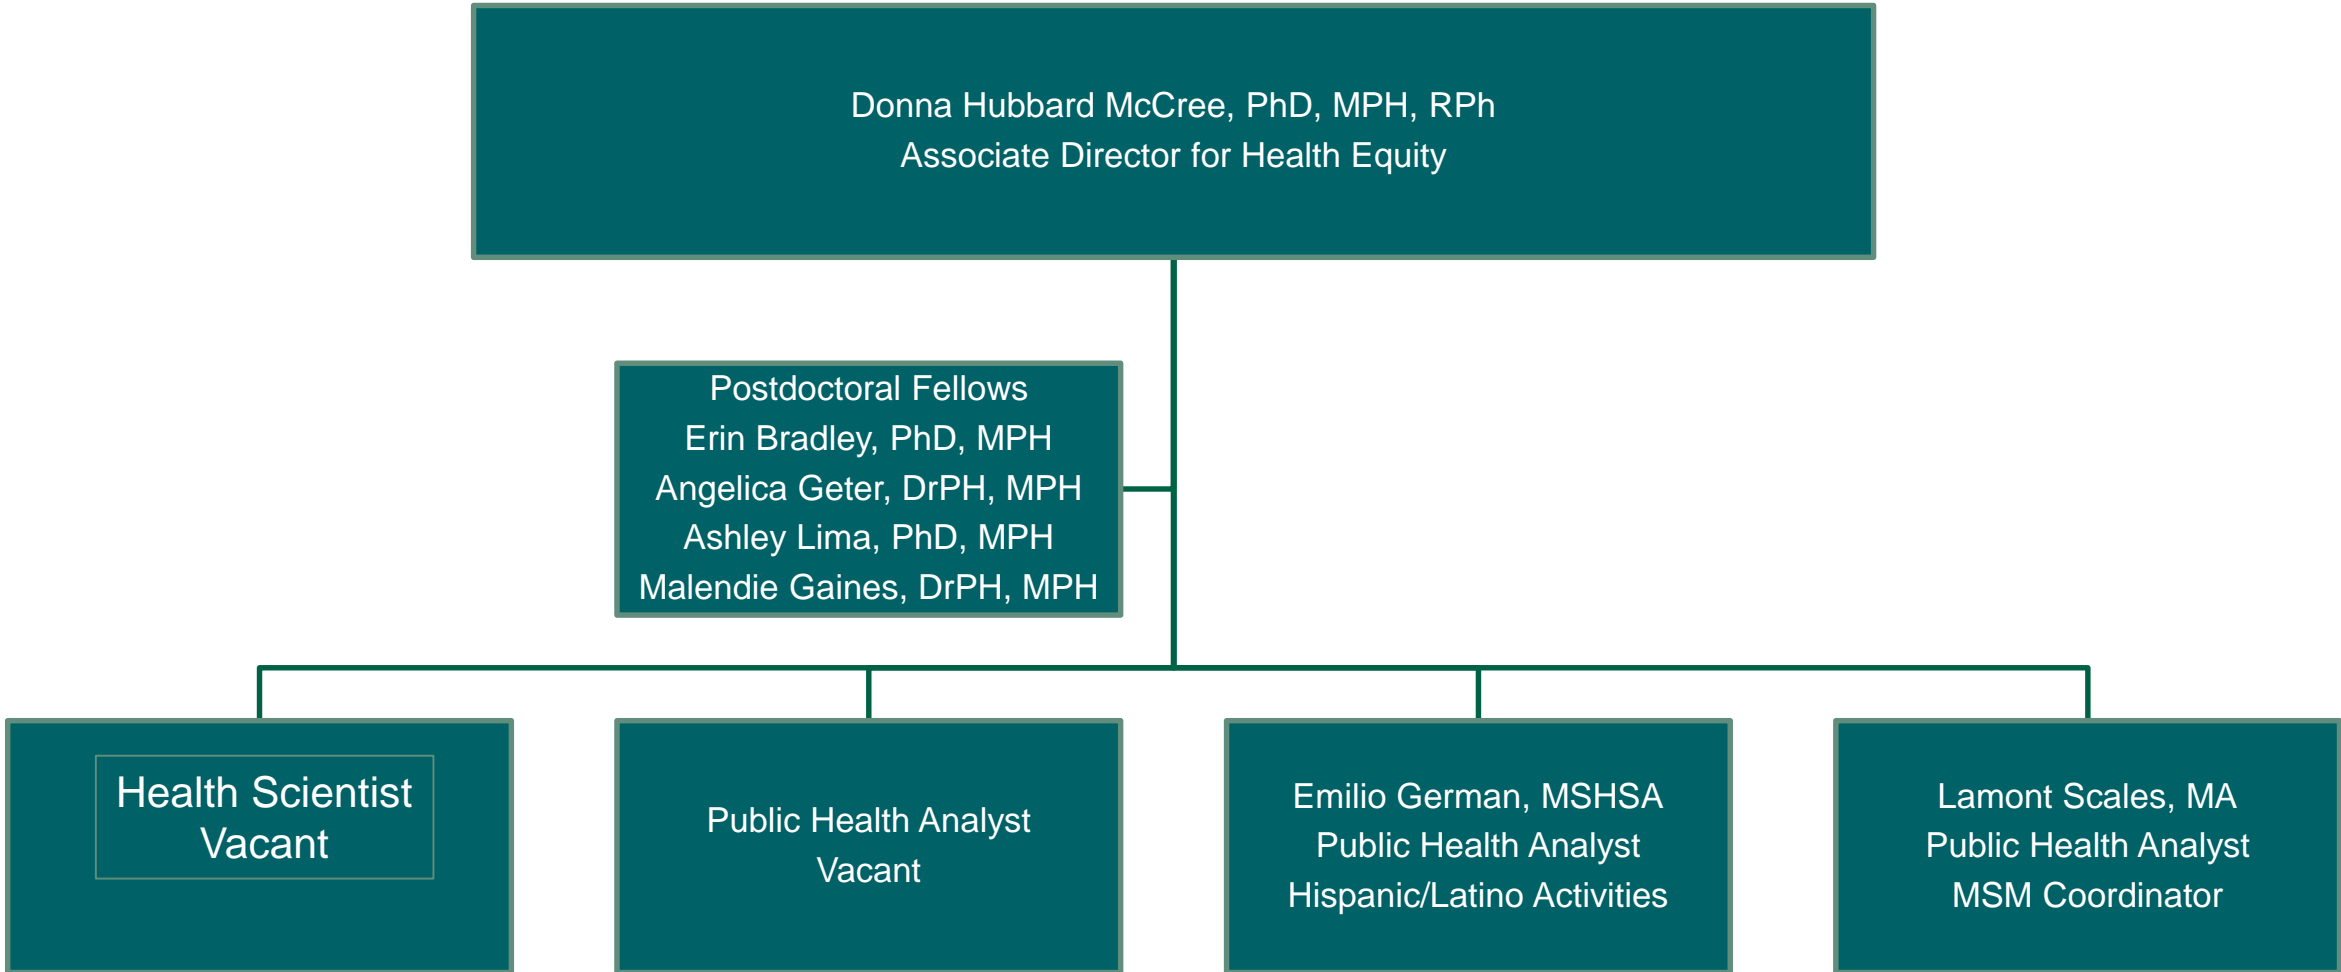 Donna Hubbard McCree, PhD, MPH, RPh
Associate Director for Health Equity
Postdoctoral Fellows
Erin Bradley, PhD, MPH
Angelica Geter, DrPH, MPH
Ashley Lima, PhD, MPH
Malendie Gaines, DrPH, MPH
Health Scientist
Vacant
Public Health Analyst
Vacant
Emilio German, MSHSA
Public Health Analyst
Hispanic/Latino Activities
Lamont Scales, MA
Public Health Analyst
MSM Coordinator